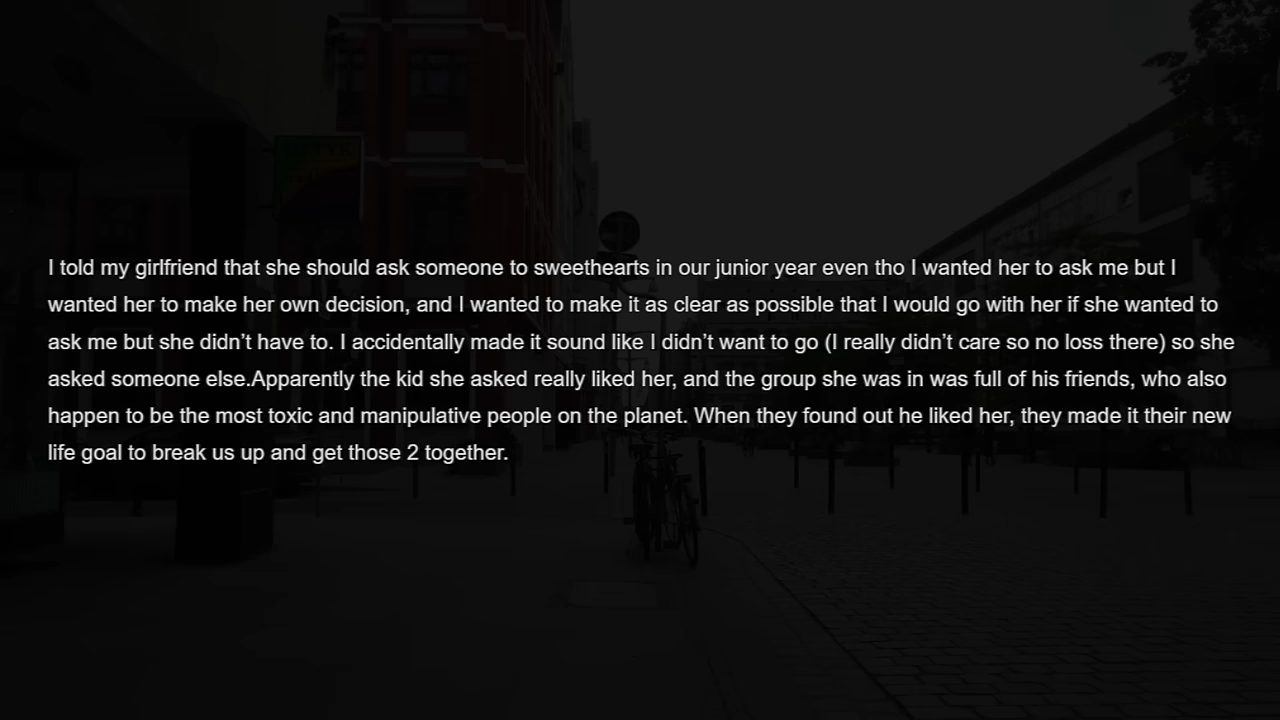 I told my girlfriend that she should ask someone to sweethearts in our junior year even tho I wanted her to ask me but I
wanted her to make her own decision, and I wanted to make it as clear as possible that I would go with her if she wanted to
ask me but she didn’t have to. I accidentally made it sound like I didn’t want to go (I really didn’t care so no loss there) so she
asked someone else.Apparently the kid she asked really liked her, and the group she was in was full of his friends, who also
happen to be the most toxic and manipulative people on the planet. When they found out he liked her, they made it their new
life goal to break us up and get those 2 together.